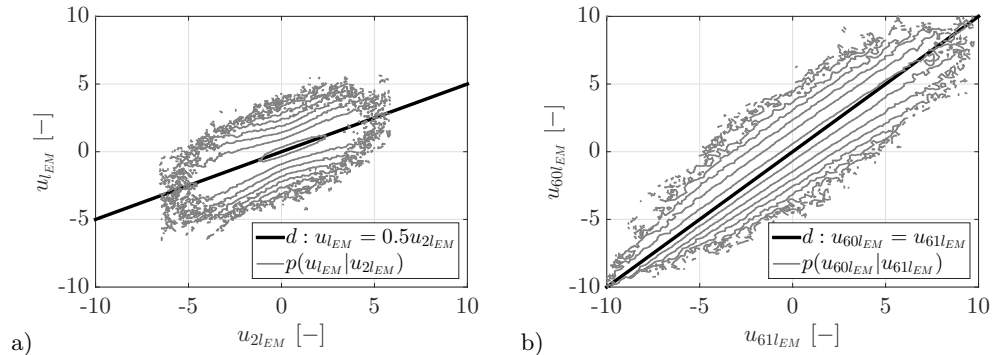 10
5
0
-5
-10
u_{l_{EM}} [−]
d : u_{l_{EM}} = 0.5u_{2l_{EM}}
p(u_{l_{EM}}|u_{2l_{EM}})
-10 -5 0 5 10
u_{2l_{EM}} [−]
a)
10
5
0
-5
-10
u_{60l_{EM}} [−]
d : u_{60l_{EM}} = u_{61l_{EM}}
p(u_{60l_{EM}}|u_{61l_{EM}})
-10 -5 0 5 10
u_{61l_{EM}} [−]
b)